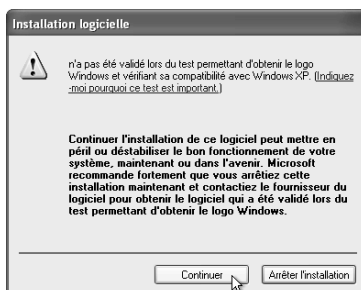 Installation logicielle
n'a pas été validé lors du test permettant d'obtenir le logo
Windows et vérifiant sa compatibilité avec Windows XP. (Indiquez
-moi pourquoi ce test est important.)
Continuer l'installation de ce logiciel peut mettre en
péril ou déstabiliser le bon fonctionnement de votre
système, maintenant ou dans l'avenir. Microsoft
recommande fortement que vous arrêtiez cette
installation maintenant et contactiez le fournisseur du
logiciel pour obtenir le logiciel qui a été validé lors du
test permettant d'obtenir le logo Windows.
Continuer
Arrêter l'installation